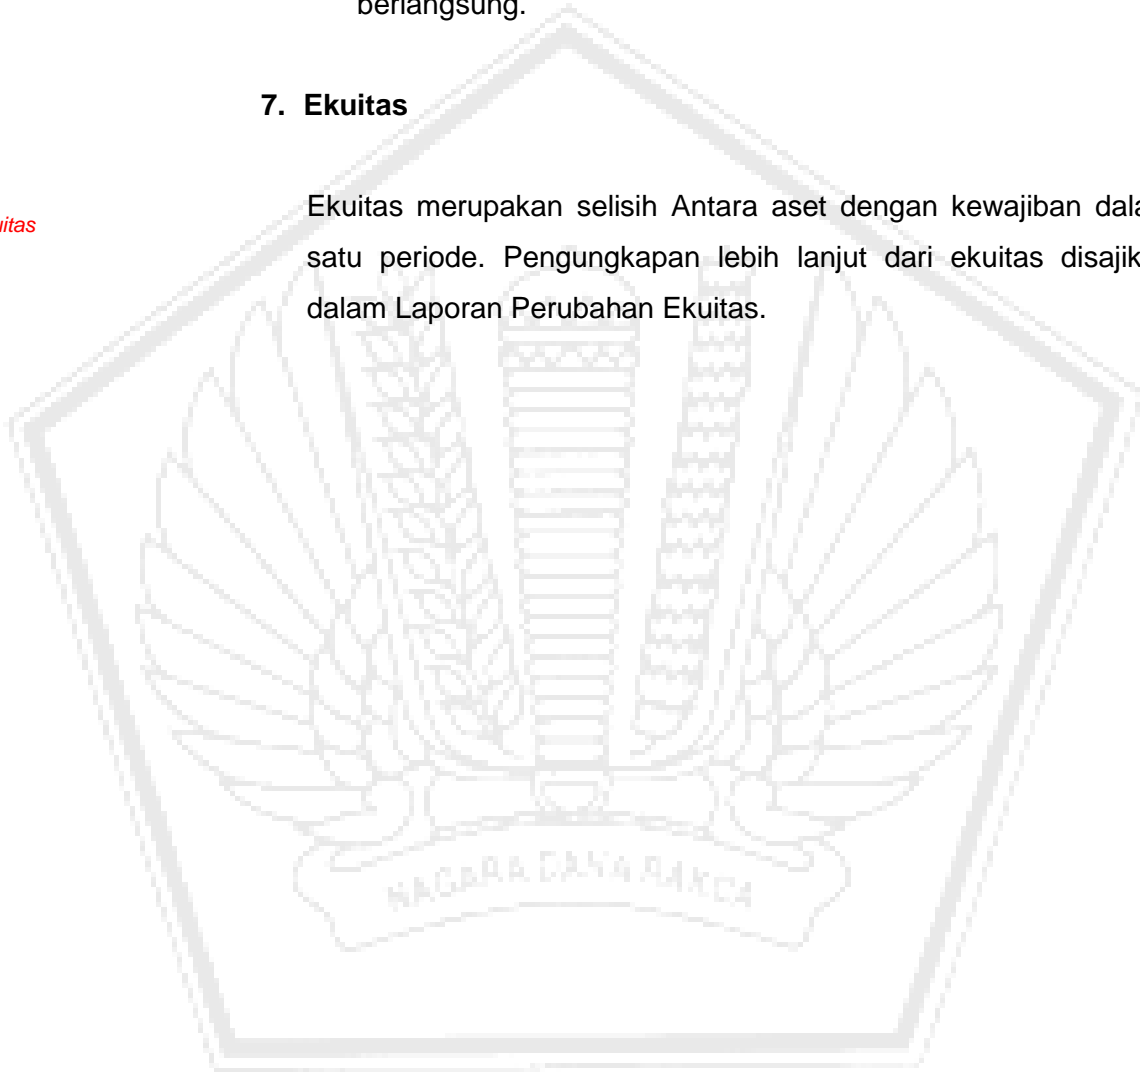 berlangsung.
7. Ekuitas
uitas
Ekuitas merupakan selisih Antara aset dengan kewajiban dala
satu periode. Pengungkapan lebih lanjut dari ekuitas disajik
dalam Laporan Perubahan Ekuitas.
NAGARA DANA RAKCA